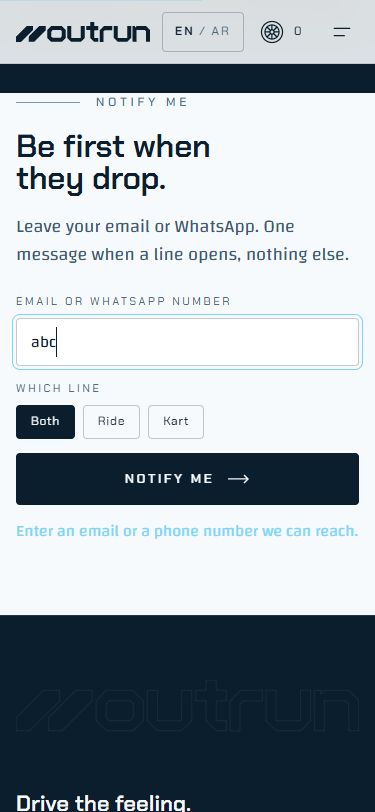 outrun
EN / AR
0
NOTIFY ME
Be first when
they drop.
Leave your email or WhatsApp. One
message when a line opens, nothing else.
EMAIL OR WHATSAPP NUMBER
abc
WHICH LINE
Both
Ride
Kart
NOTIFY ME →
Enter an email or a phone number we can reach.
outrun
Drive the feeling.